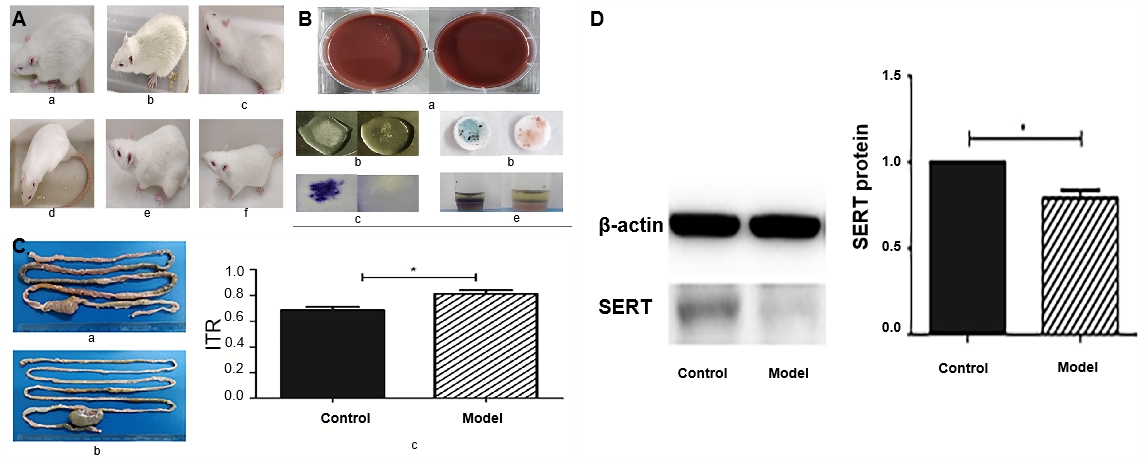 A
a
b
c
d
e
f
B
a
b
b
c
e
C
a
b
1.0
0.8
0.6
0.4
0.2
0.0
ITR
*
Control
Model
c
D
β-actin
SERT
Control
Model
1.5
1.0
0.5
0.0
SERT protein
*
Control
Model